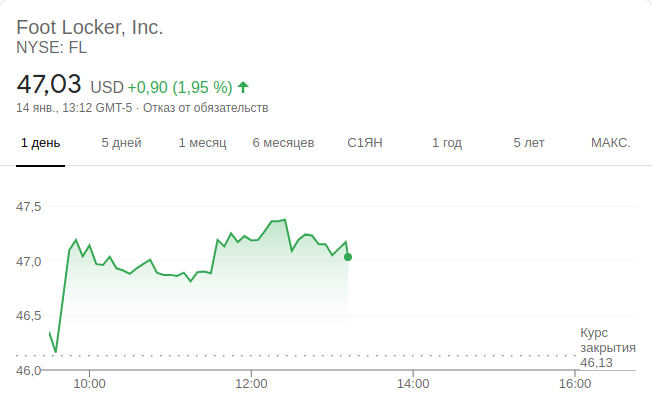 Foot Locker, Inc.
NYSE: FL
47,03 USD +0,90 (1,95 %)
14 янв., 13:12 GMT-5 · Отказ от обязательств
1 день 5 дней 1 месяц 6 месяцев С1ЯН 1 год 5 лет МАКС.
47,5
47,0
46,5
Курс
закрытия
46,13
46,0
10:00 12:00 14:00 16:00